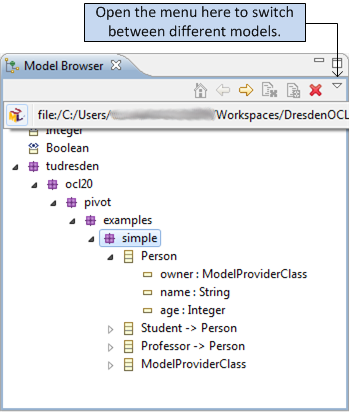 Open the menu here to switch
between different models.
Model Browser
file:/C:/Users/ /Workspaces/DresdenOCL
Integer
Boolean
tudresden
ocl20
pivot
examples
simple
Person
owner : ModelProviderClass
name : String
age : Integer
Student -> Person
Professor -> Person
ModelProviderClass